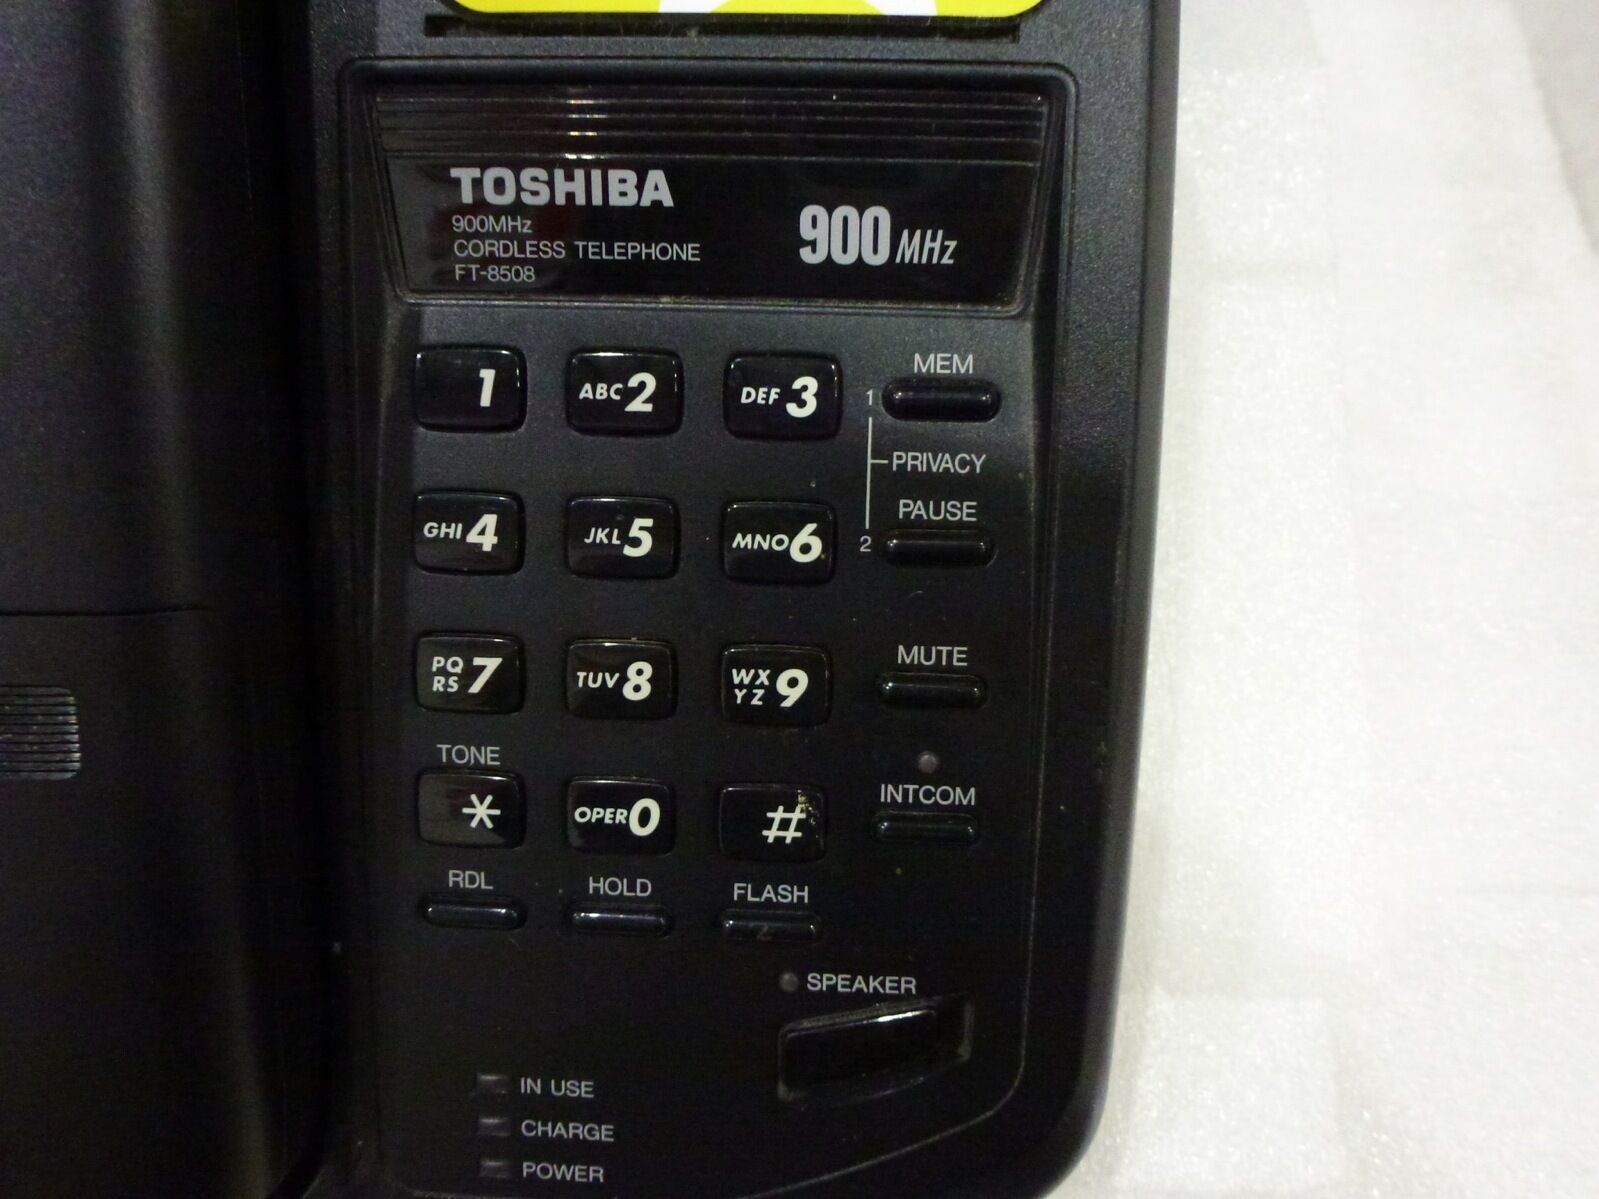 TOSHIBA
900MHz
CORDLESS TELEPHONE
FT-8508
900 MHz
1
ABC 2
DEF 3
MEM
1
PRIVACY
GHI 4
JKL 5
MNO 6
PAUSE
2
PQ
RS 7
TUV 8
WX
YZ 9
MUTE
TONE
*
OPER 0
#
INTCOM
RDL
HOLD
FLASH
SPEAKER
IN USE
CHARGE
POWER